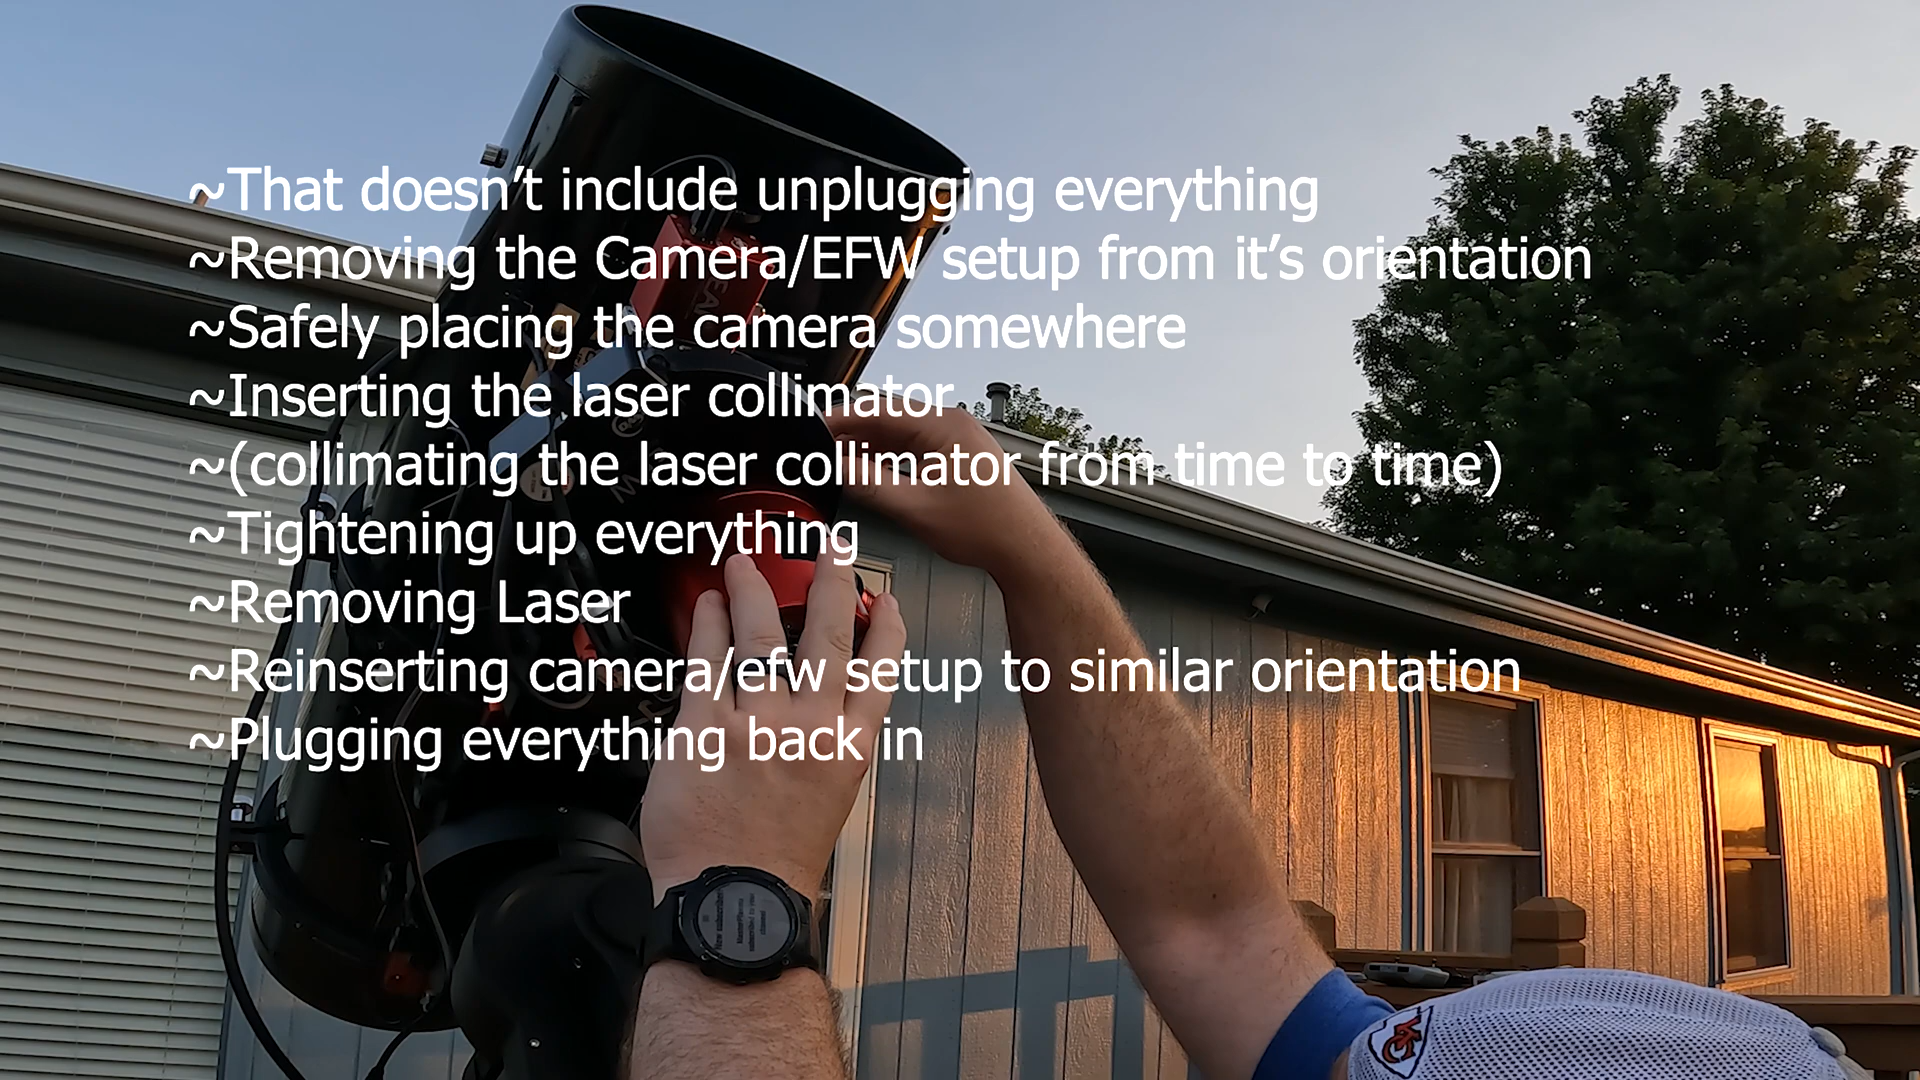 ~That doesn’t include unplugging everything
~Removing the Camera/EFW setup from it’s orientation
~Safely placing the camera somewhere
~Inserting the laser collimator
~(collimating the laser collimator from time to time)
~Tightening up everything
~Removing Laser
~Reinserting camera/efw setup to similar orientation
~Plugging everything back in
KC